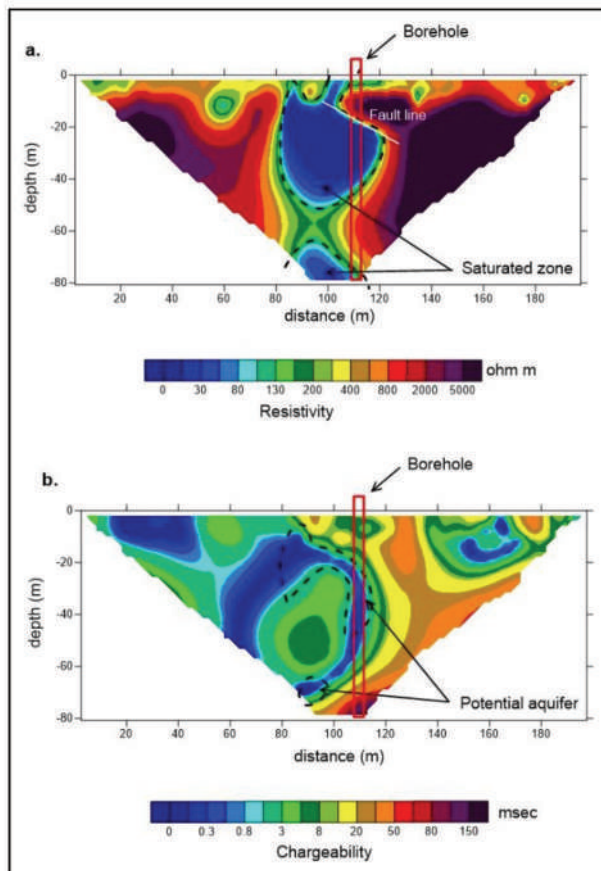 Borehole
a.
0
Fault line
-20
depth (m)
-40
-60
Saturated zone
-80
20 40 60 80 100 120 140 160 180
distance (m)
ohm m
0 30 80 130 200 400 800 2000 5000
Resistivity
Borehole
b.
0
-20
depth (m)
-40
-60
Potential aquifer
-80
20 40 60 80 100 120 140 160 180
distance (m)
msec
0 0.3 0.8 3 8 20 50 80 150
Chargeability